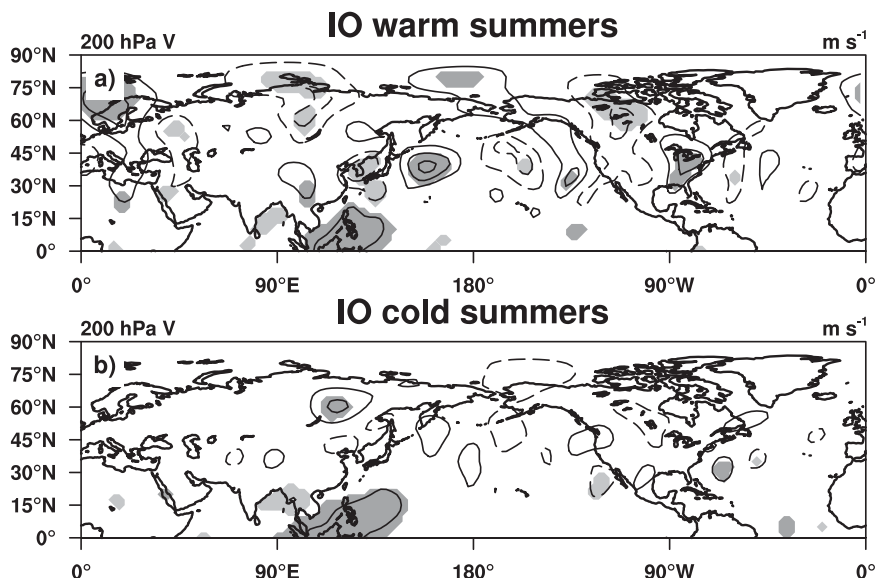 IO warm summers
200 hPa V m s⁻¹
90°N
a)
75°N
60°N
45°N
30°N
15°N
0°
0° 90°E 180° 90°W 0°
IO cold summers
200 hPa V m s⁻¹
90°N
b)
75°N
60°N
45°N
30°N
15°N
0°
0° 90°E 180° 90°W 0°